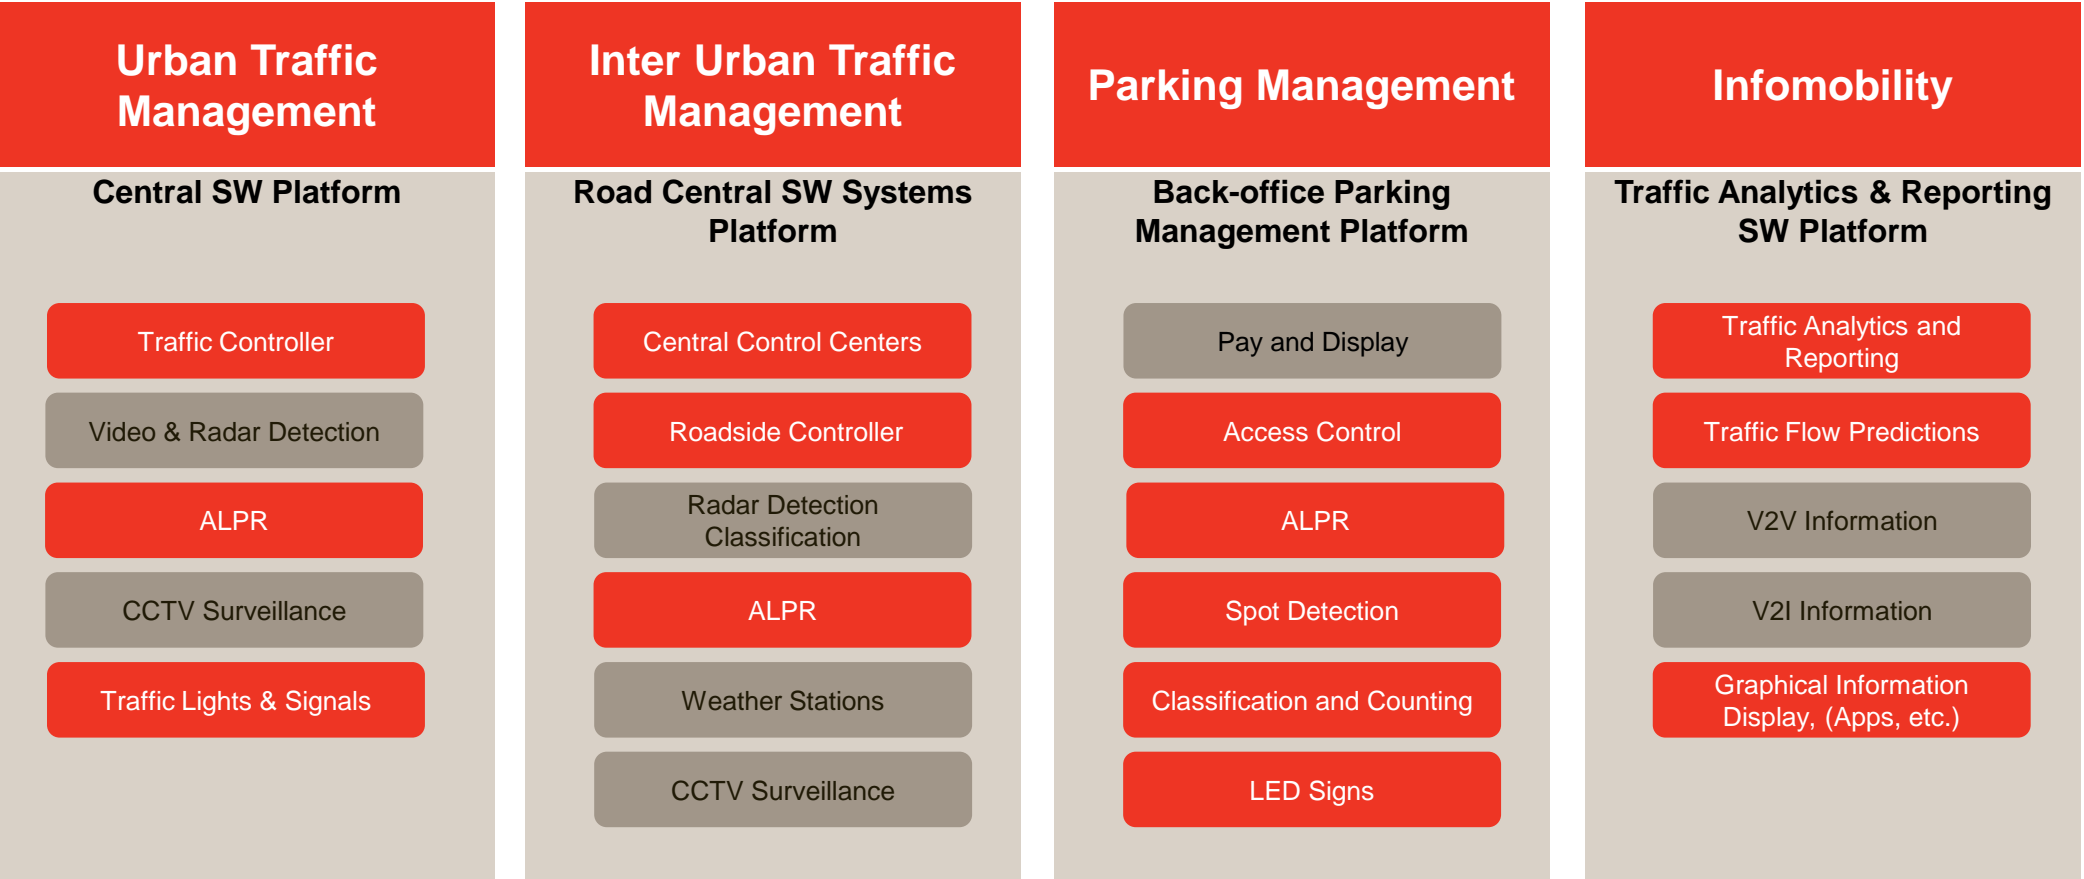 Urban Traffic
Management
Central SW Platform
Traffic Controller
Video & Radar Detection
ALPR
CCTV Surveillance
Traffic Lights & Signals
Inter Urban Traffic
Management
Road Central SW Systems
Platform
Central Control Centers
Roadside Controller
Radar Detection
Classification
ALPR
Weather Stations
CCTV Surveillance
Parking Management
Back-office Parking
Management Platform
Pay and Display
Access Control
ALPR
Spot Detection
Classification and Counting
LED Signs
Infomobility
Traffic Analytics & Reporting
SW Platform
Traffic Analytics and
Reporting
Traffic Flow Predictions
V2V Information
V2I Information
Graphical Information
Display, (Apps, etc.)